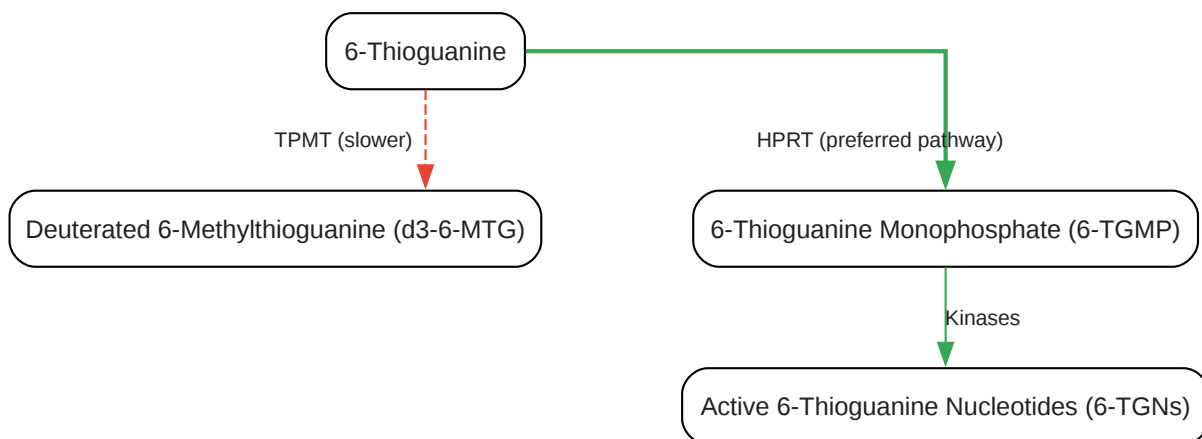 6-Thioguanine
TPMT (slower)
HPRT (preferred pathway)
Deuterated 6-Methylthioguanine (d3-6-MTG)
6-Thioguanine Monophosphate (6-TGMP)
Kinases
Active 6-Thioguanine Nucleotides (6-TGNs)